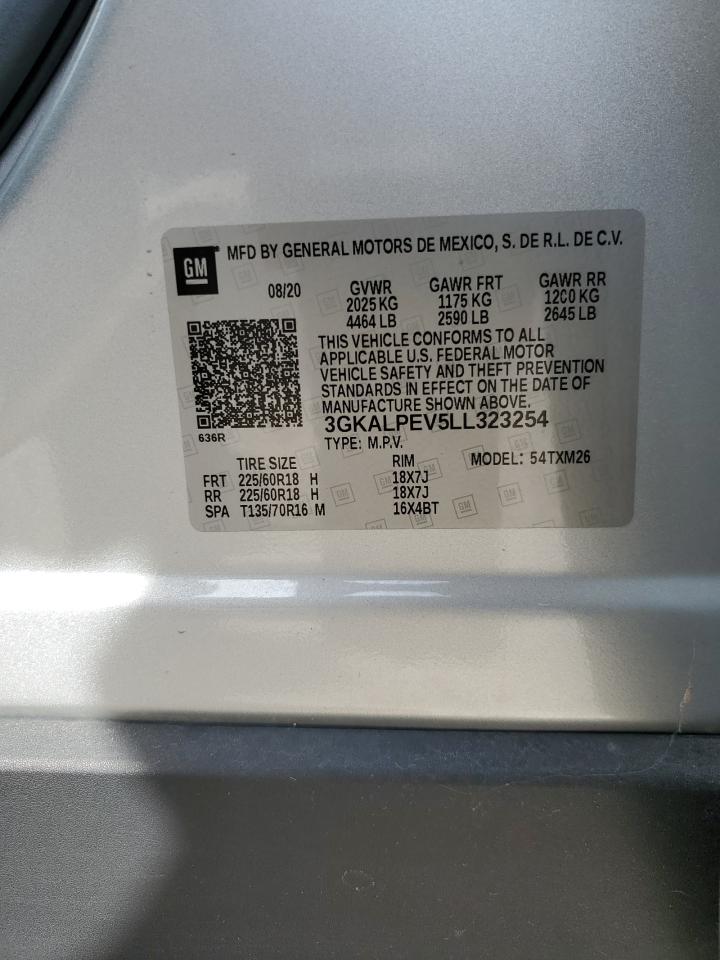 GM
MFD BY GENERAL MOTORS DE MEXICO, S. DE R.L. DE C.V.
08/20 GVWR GAWR FRT GAWR RR
2025 KG 1175 KG 1200 KG
4464 LB 2590 LB 2645 LB
THIS VEHICLE CONFORMS TO ALL
APPLICABLE U.S. FEDERAL MOTOR
VEHICLE SAFETY AND THEFT PREVENTION
STANDARDS IN EFFECT ON THE DATE OF
MANUFACTURE SHOWN ABOVE.
636R
3GKALPEV5LL323254
TYPE: M.P.V.
TIRE SIZE RIM MODEL: 54TXM26
FRT 225/60R18 H 18X7J
RR 225/60R18 H 18X7J
SPA T135/70R16 M 16X4BT